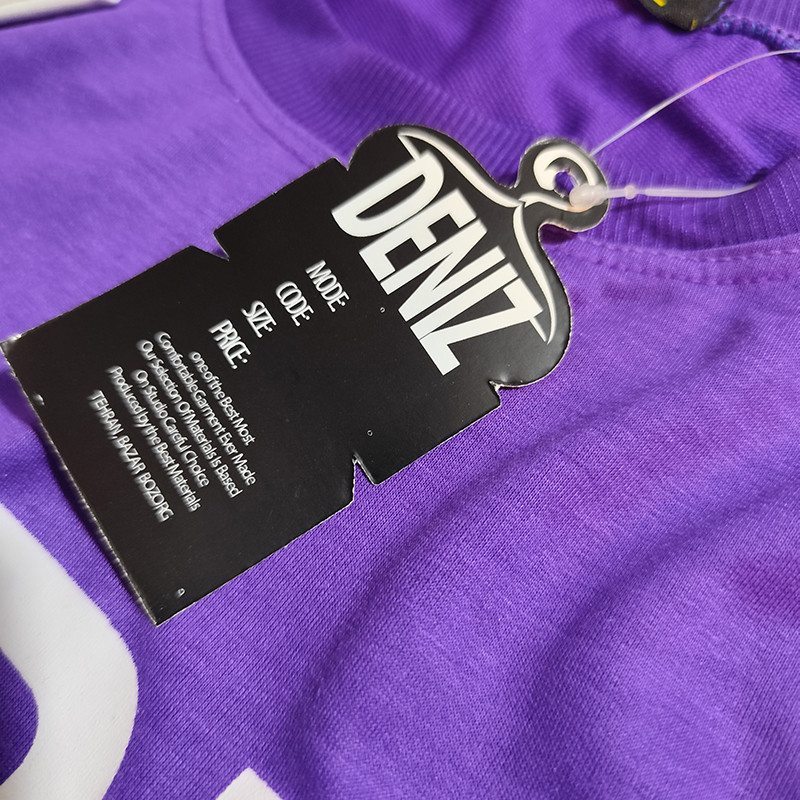 DENIZ
MODE:
CODE:
SIZE:
PRICE:
one of the Best Most
Comfortable Garment Ever Made
Our Selection Of Materials Is Based
On Studio Careful Choice
Produced by the Best Materials
TEHRAN, BAZAR BOZORG